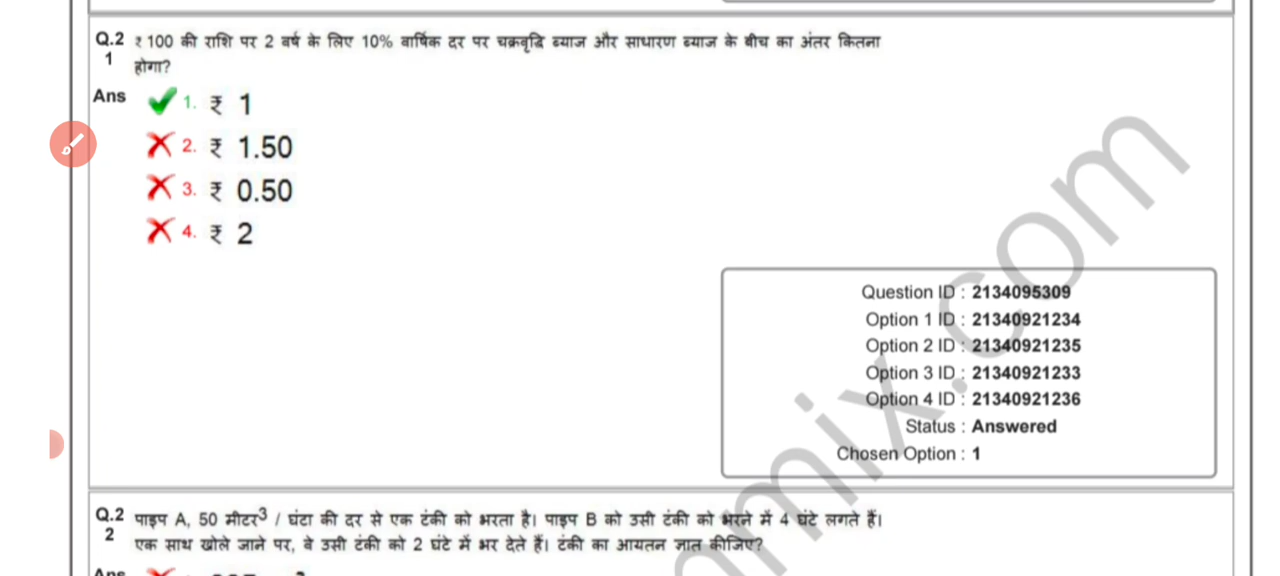 Q.2 ₹ 100 की राशि पर 2 वर्ष के लिए 10% वार्षिक दर पर चक्रवृद्धि ब्याज और साधारण ब्याज के बीच का अंतर कितना
1 होगा?
Ans 1. ₹ 1
2. ₹ 1.50
3. ₹ 0.50
4. ₹ 2
Question ID : 2134095309
Option 1 ID : 21340921234
Option 2 ID : 21340921235
Option 3 ID : 21340921233
Option 4 ID : 21340921236
Status : Answered
Chosen Option : 1
Q.2 पाइप A, 50 मीटर³ / घंटा की दर से एक टंकी को भरता है। पाइप B को उसी टंकी को भरने में 4 घंटे लगते हैं।
2 एक साथ खोले जाने पर, वे उसी टंकी को 2 घंटे में भर देते हैं। टंकी का आयतन ज्ञात कीजिए?
Ans
mix.com